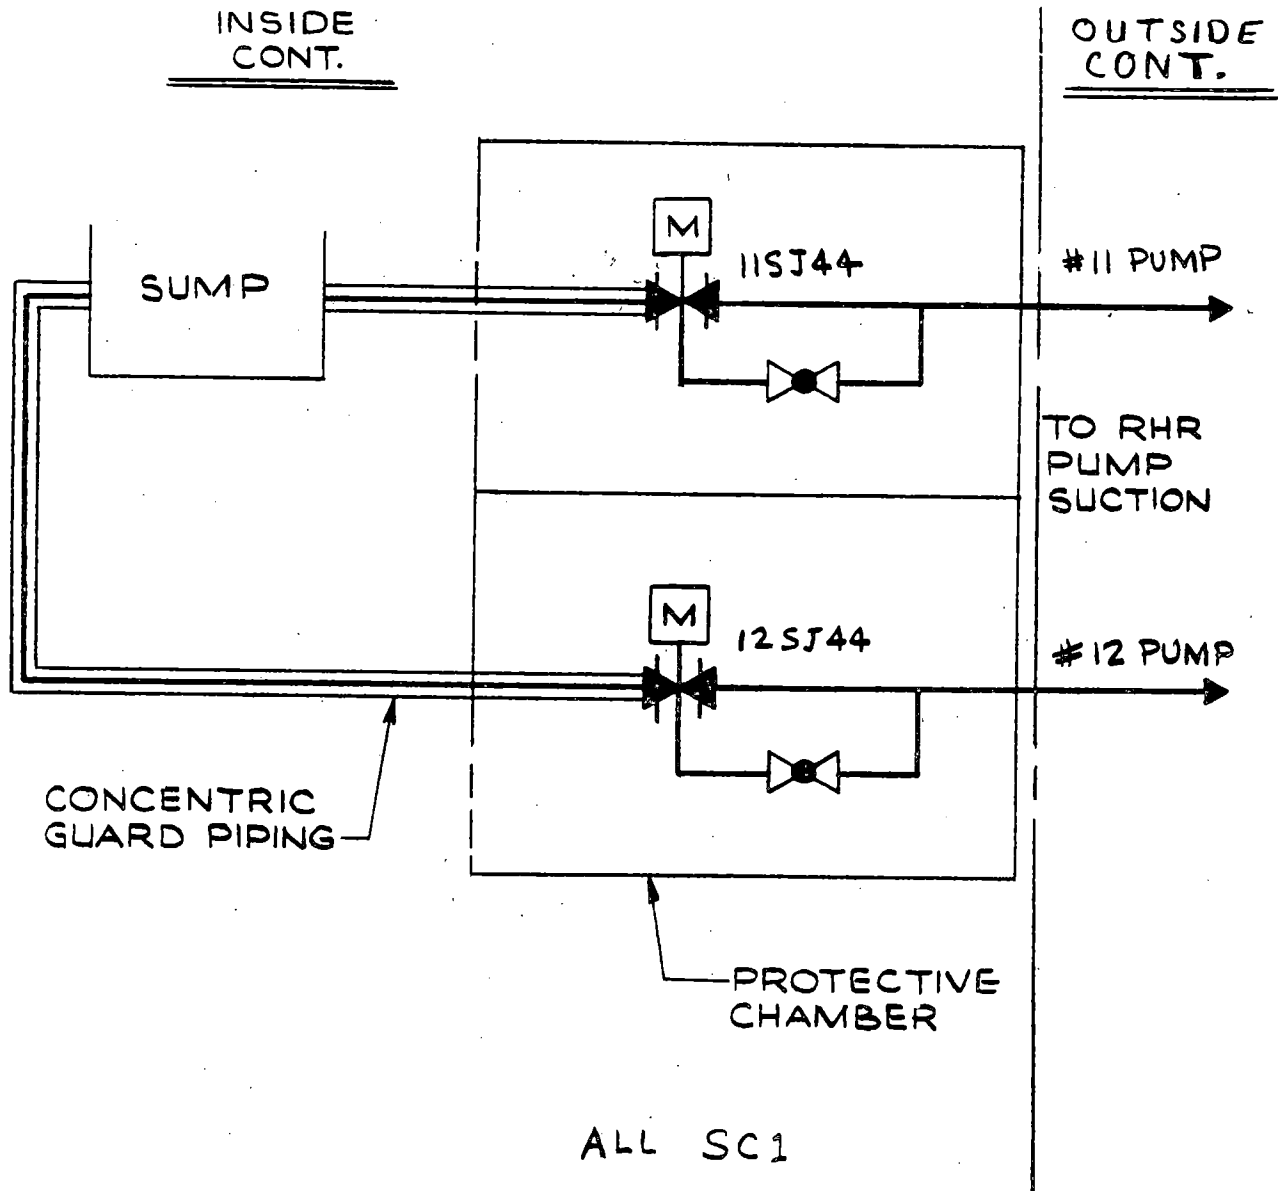 INSIDE
CONT.
OUTSIDE
CONT.
M
11SJ44
#11 PUMP
SUMP
TO RHR
PUMP
SUCTION
M
12SJ44
#12 PUMP
CONCENTRIC
GUARD PIPING
PROTECTIVE
CHAMBER
ALL SC1